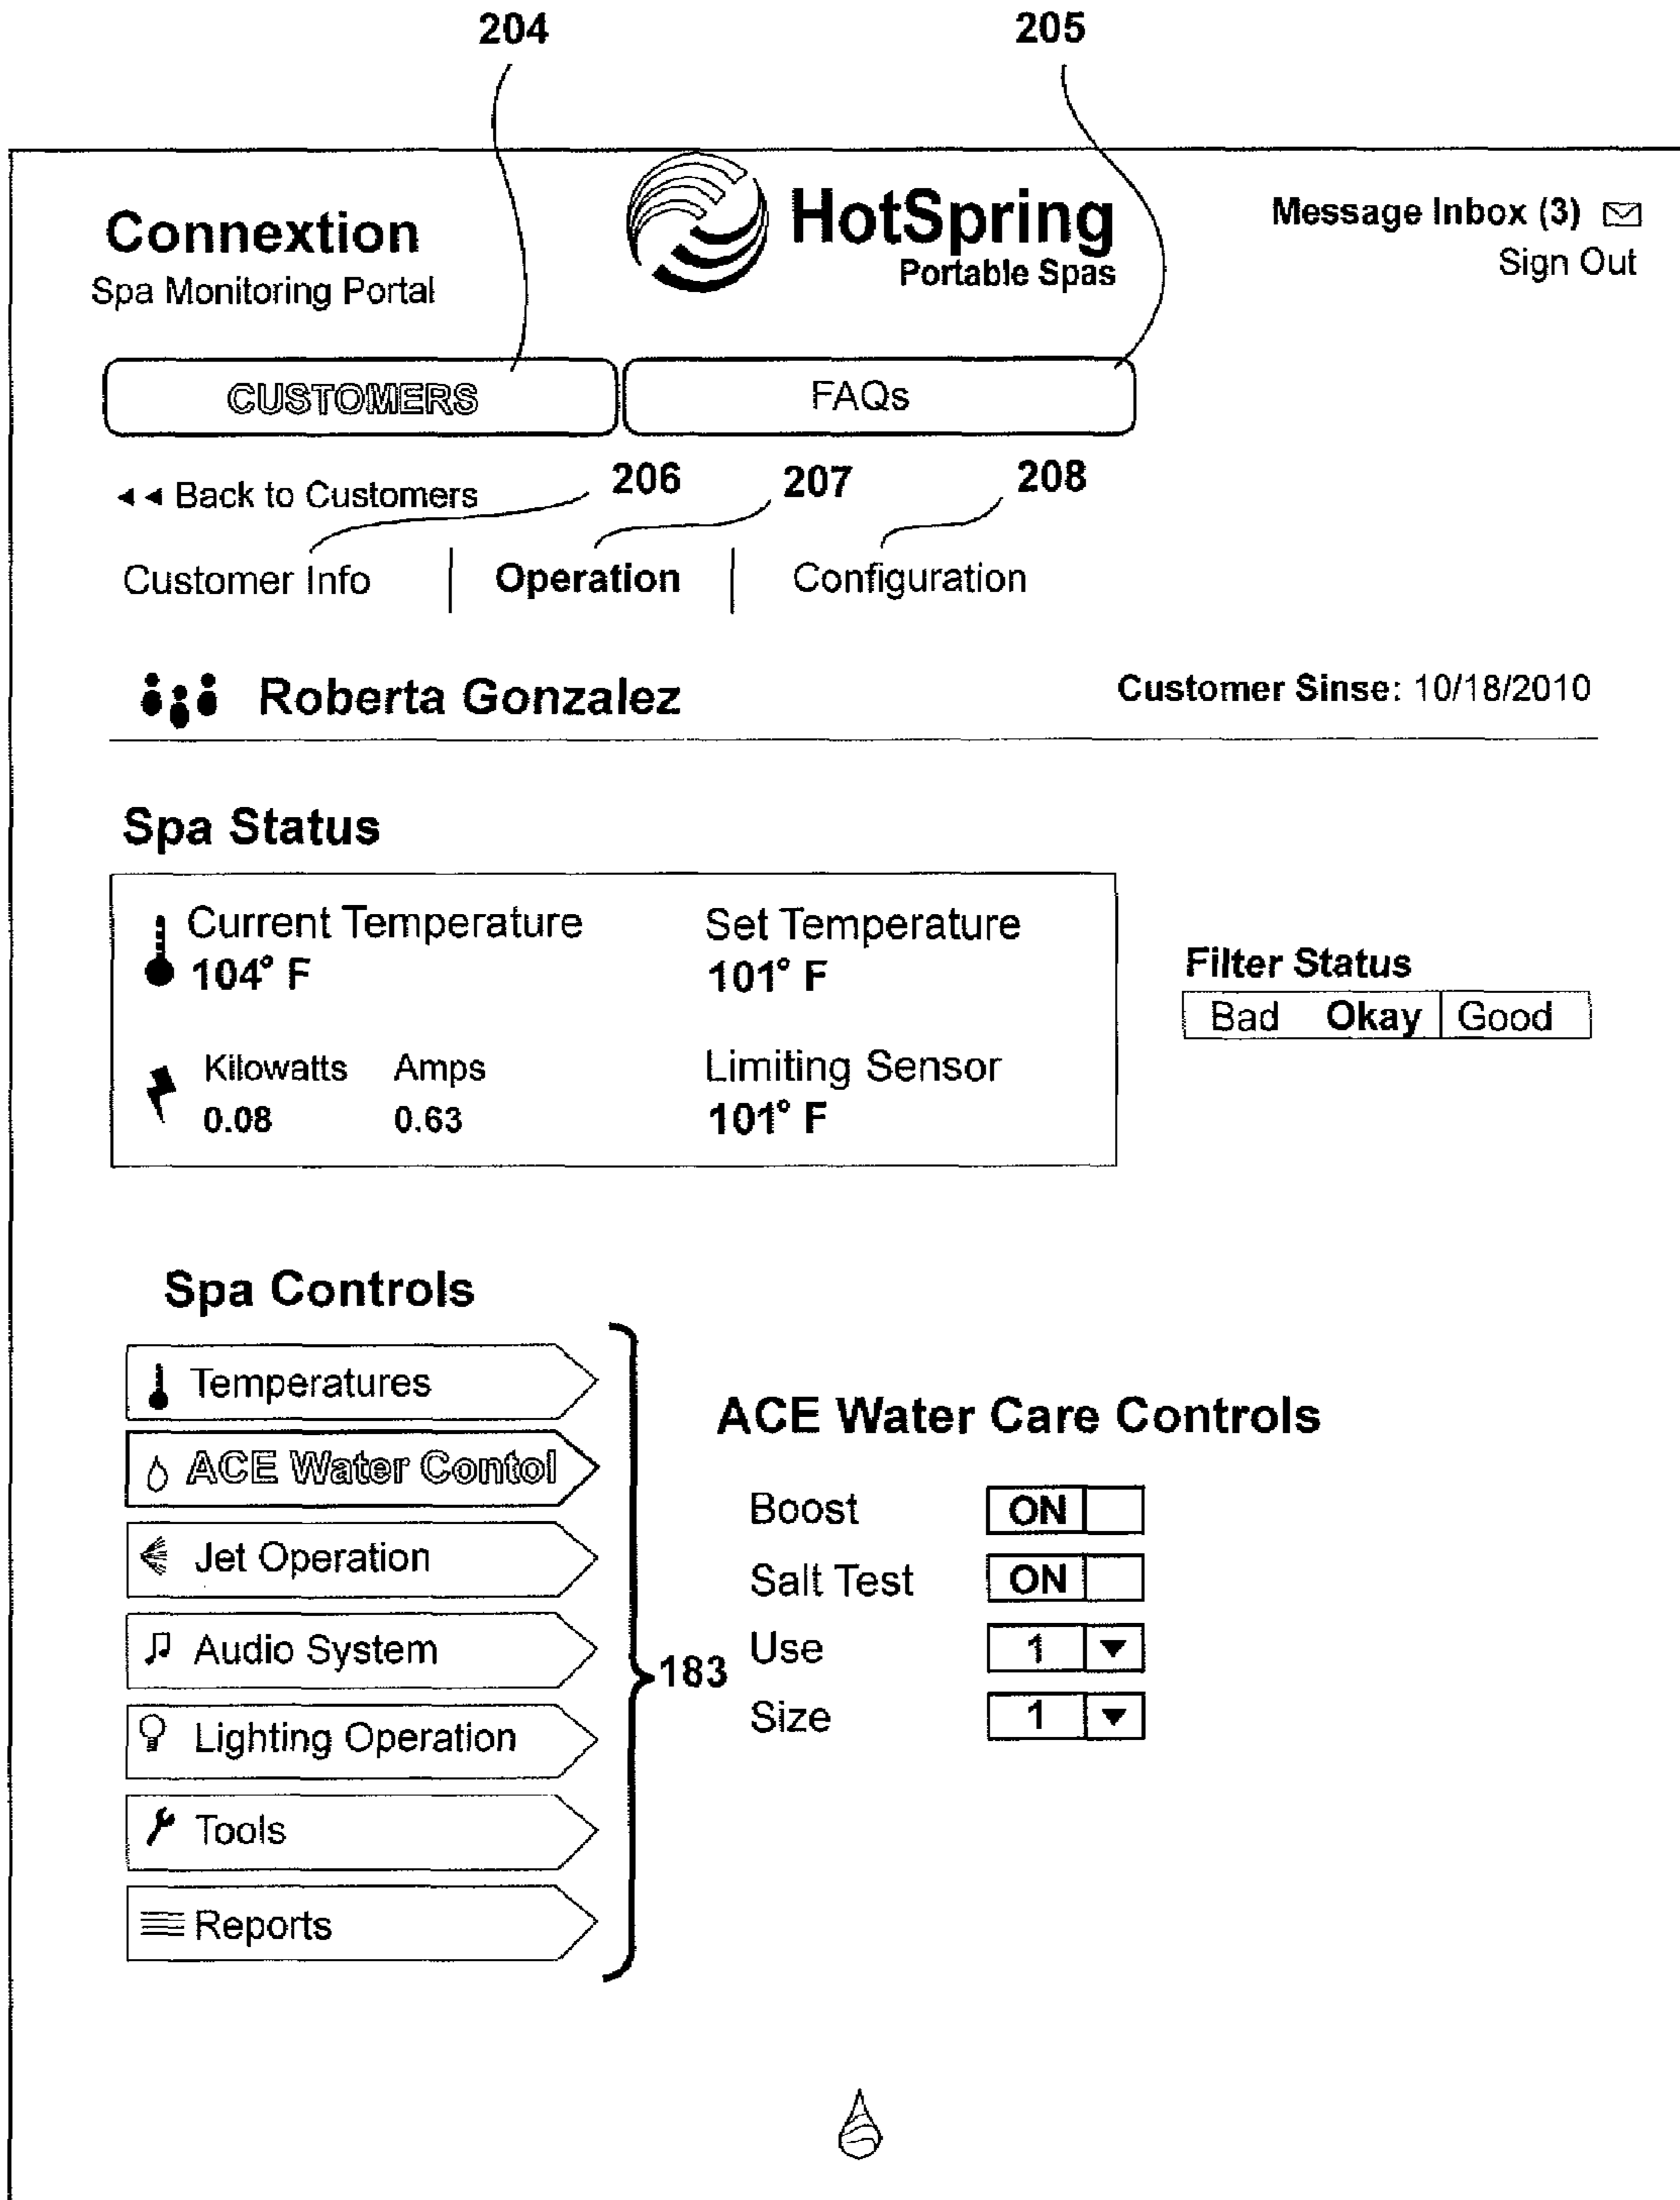 204 205
Connextion HotSpring Message Inbox (3)
Spa Monitoring Portal Portable Spas Sign Out
CUSTOMERS FAQs
Back to Customers 206 207 208
Customer Info | Operation | Configuration
Roberta Gonzalez Customer Sinse: 10/18/2010
Spa Status
Current Temperature Set Temperature
104° F 101° F
Filter Status
Bad Okay Good
Kilowatts Amps Limiting Sensor
0.08 0.63 101° F
Spa Controls
Temperatures
ACE Water Contol
Jet Operation
Audio System
Lighting Operation
Tools
Reports
183
ACE Water Care Controls
Boost ON
Salt Test ON
Use 1
Size 1